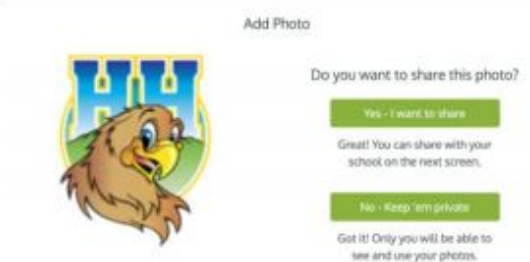 Add Photo
HH
Do you want to share this photo?
Yes - I want to share
Great! You can share with your
school on the next screen.
No - Keep 'em private
Got it! Only you will be able to
see and use your photos.